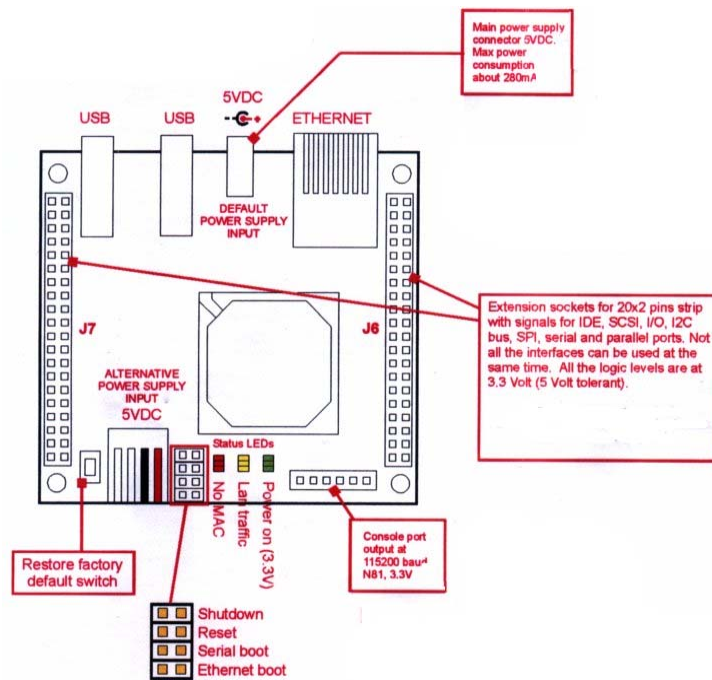 Main power supply
connector 5VDC.
Max power
consumption
about 280mA
5VDC
USB
USB
ETHERNET
DEFAULT
POWER SUPPLY
INPUT
J7
J6
Extension sockets for 20x2 pins strip
with signals for IDE, SCSI, I/O, I2C
bus, SPI, serial and parallel ports. Not
all the interfaces can be used at the
same time. All the logic levels are at
3,3 Volt (5 Volt tolerant).
ALTERNATIVE
POWER SUPPLY
INPUT
5VDC
Status LEDs
No MAC
Lan traffic
Power on (3.3V)
Console port
output at
115200 baud
N81, 3.3V
Restore factory
default switch
Shutdown
Reset
Serial boot
Ethernet boot